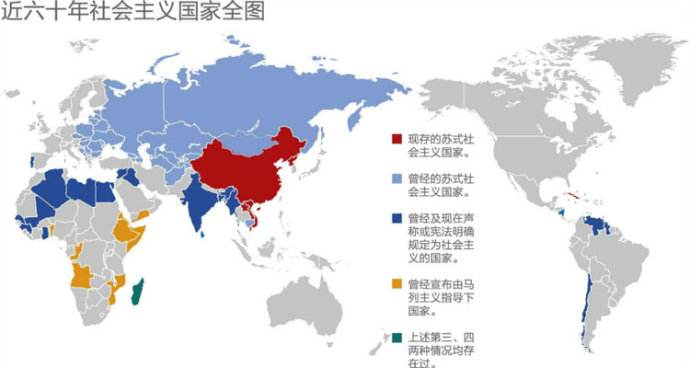 近六十年社会主义国家全图
现存的苏式社
会主义国家。
曾经的苏式社
会主义国家。
曾经及现在声
称或宪法明确
规定为社会主
义的国家。
曾经宣布由马
列主义指导下
国家。
上述第三、四
两种情况均存
在过。